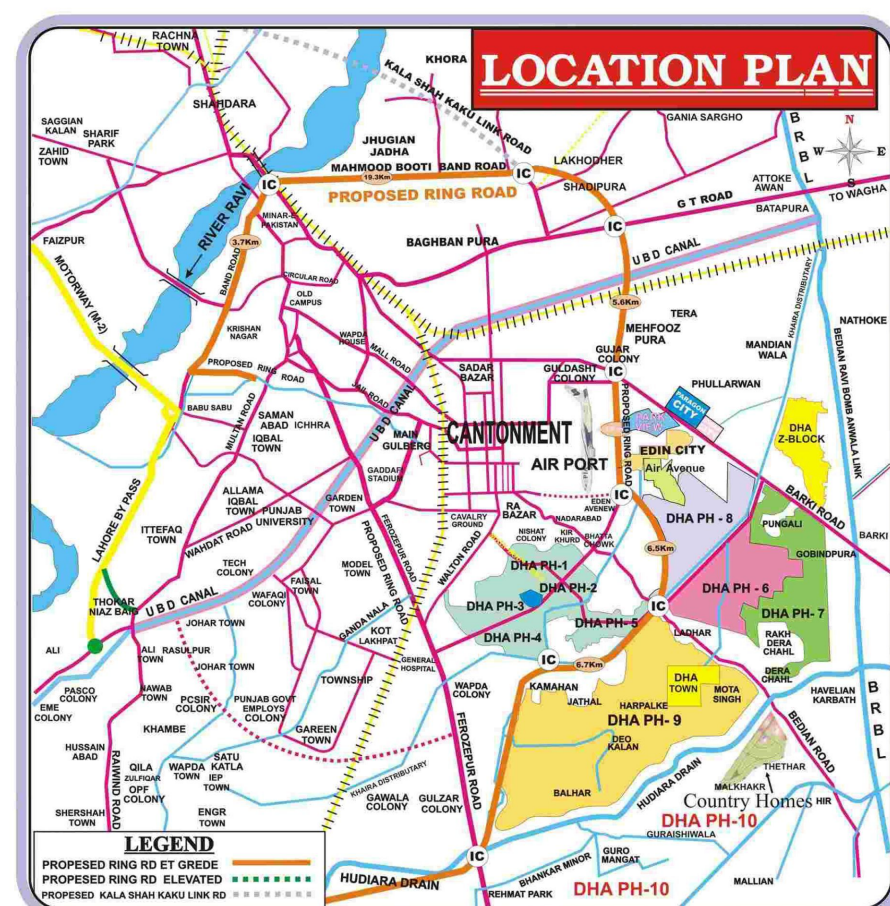 LOCATION PLAN
RACHNA
TOWN
KHORA
KALA SHAH KAKU LINK ROAD
SHAHDARA
SAGGIAN
KALAN
SHARIF
PARK
ZAHID
TOWN
GANIA SARGHO
BRBL
N
W
E
S
JHUGIAN
JADHA
MAHMOOD BOOTI BAND ROAD
LAKHODHER
IC
19.3Km
IC
SHADIPURA
PROPOSED RING ROAD
ATTOKE
AWAN
G T ROAD
TO WAGHA
RIVER RAVI
MINAR-E
PAKISTAN
BATAPURA
IC
FAIZPUR
3.7Km
BAGHBAN PURA
UBD CANAL
MOTORWAY (M-2)
BAND ROAD
CIRCULAR ROAD
OLD
CAMPUS
5.6Km
KHAIRA DISTRIBUTARY
TERA
NATHOKE
KRISHAN
NAGAR
WAPDA
HOUSE
MALL ROAD
MEHFOOZ
PURA
MANDIAN
WALA
BEDIAN RAVI BOMB ANWALA LINK
PROPOSED RING ROAD
GUJAR
COLONY
SADAR
BAZAR
GULDASHT
COLONY
IC
JAIL ROAD
PHULLARWAN
BABU SABU
UBD CANAL
PARAGON
CITY
SAMAN
ABAD
ICHHRA
MULTAN ROAD
IQBAL
TOWN
MAIN
GULBERG
CANTONMENT
PROPOSED RING ROAD
DHA
Z-BLOCK
EDIN CITY
AIR PORT
Air Avenue
GADDAFI
STADIUM
LAHORE BY PASS
ALLAMA
IQBAL
TOWN
PUNJAB
UNIVERSITY
GARDEN
TOWN
IC
RA
BAZAR
EDEN
AVENEW
BARKI ROAD
ITTEFAQ
TOWN
CAVALRY
GROUND
NADARABAD
DHA PH - 8
PUNGALI
WAHDAT ROAD
FEROZEPUR ROAD
NISHAT
COLONY
KIR
KHURD
BHATTA
CHOWK
BARKI
WALTON ROAD
6.5Km
GOBINDPURA
TECH
COLONY
MODEL
TOWN
PROPOSED RING ROAD
DHA PH-1
FAISAL
TOWN
DHA PH-2
DHA PH - 6
THOKAR
NIAZ BAIG
UBD CANAL
WAFAQI
COLONY
GANDA NALA
DHA PH-3
IC
DHA PH- 7
JOHAR TOWN
KOT
LAKHPAT
DHA PH- 5
DHA PH-4
LADHAR
RAKH
DERA
CHAHL
ALI
ALI
TOWN
RASULPUR
JOHAR TOWN
GENERAL
HOSPITAL
IC
6.7Km
DERA
CHAHL
PASCO
COLONY
NAWAB
TOWN
PCSIR
COLONY
PUNJAB GOVT
EMPLOYS
COLONY
TOWNSHIP
WAPDA
COLONY
KAMAHAN
DHA
TOWN
EME
COLONY
JATHAL
HARPALKE
MOTA
SINGH
HAVELIAN
KARBATH
BRBL
KHAMBE
GAREEN
TOWN
FEROZEPUR ROAD
DHA PH- 9
HUSSAIN
ABAD
RAIWIND ROAD
SATU
KATLA
DEO
KALAN
BEDIAN ROAD
QILA
ZULFIQAR
OPF
COLONY
WAPDA
TOWN
IEP
TOWN
KHAIRA DISTRIBUTARY
HUDIARA DRAIN
THETHAR
BALHAR
MALKHAKR
GAWALA
COLONY
GULZAR
COLONY
Country Homes
HIR
SHERSHAH
TOWN
ENGR
TOWN
DHA PH-10
GURAISHIWALA
LEGEND
PROPOSED RING RD ET GREDE
PROPOSED RING RD ELEVATED
PROPESED KALA SHAH KAKU LINK RD
IC
GURO
MANGAT
HUDIARA DRAIN
BHANKAR MINOR
MALLIAN
REHMAT PARK
DHA PH-10